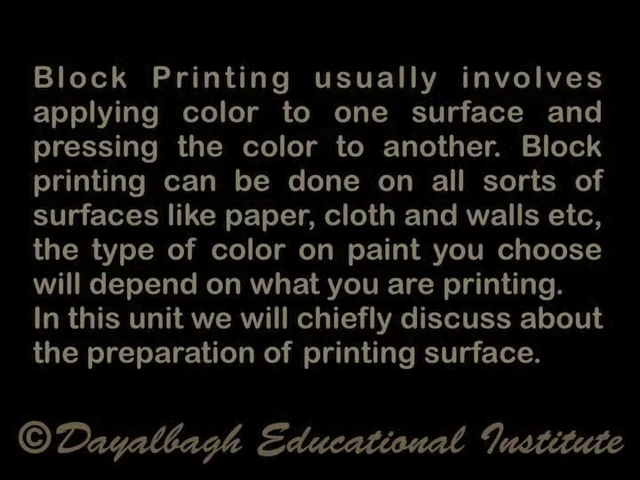 Block Printing usually involves
applying color to one surface and
pressing the color to another. Block
printing can be done on all sorts of
surfaces like paper, cloth and walls etc,
the type of color on paint you choose
will depend on what you are printing.
In this unit we will chiefly discuss about
the preparation of printing surface.
©Dayalbagh Educational Institute